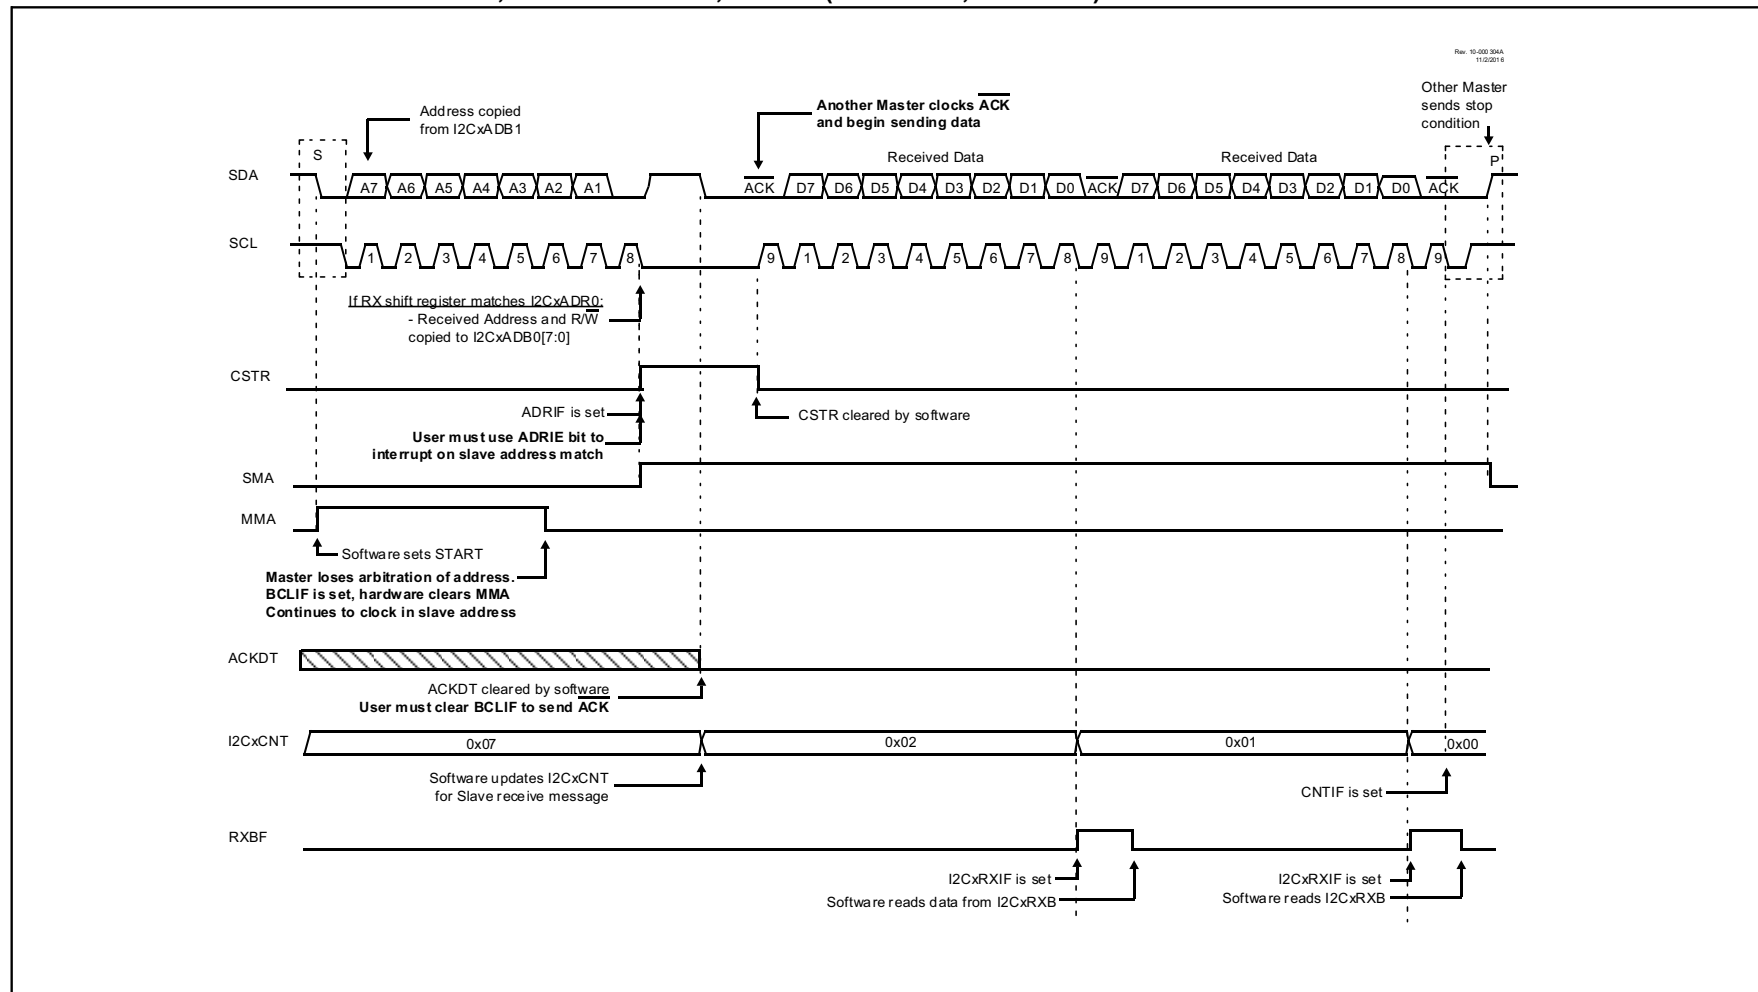 Rev. 10-000 304A
11/2/2016
Other Master
sends stop
condition
Address copied
from I2CxADB1
Another Master clocks ACK
and begin sending data
S
Received Data
Received Data
P
SDA
A7 A6 A5 A4 A3 A2 A1 ACK D7 D6 D5 D4 D3 D2 D1 D0 ACK D7 D6 D5 D4 D3 D2 D1 D0 ACK
SCL
1 2 3 4 5 6 7 8 9 1 2 3 4 5 6 7 8 9 1 2 3 4 5 6 7 8 9
If RX shift register matches I2CxADR0:
- Received Address and R/W
copied to I2CxADB0[7:0]
CSTR
ADRIF is set
CSTR cleared by software
User must use ADRIE bit to
interrupt on slave address match
SMA
MMA
Software sets START
Master loses arbitration of address.
BCLIF is set, hardware clears MMA
Continues to clock in slave address
ACKDT
ACKDT cleared by software
User must clear BCLIF to send ACK
I2CxCNT
0x07 0x02 0x01 0x00
Software updates I2CxCNT
for Slave receive message
CNTIF is set
RXBF
I2CxRXIF is set
Software reads data from I2CxRXB
I2CxRXIF is set
Software reads I2CxRXB